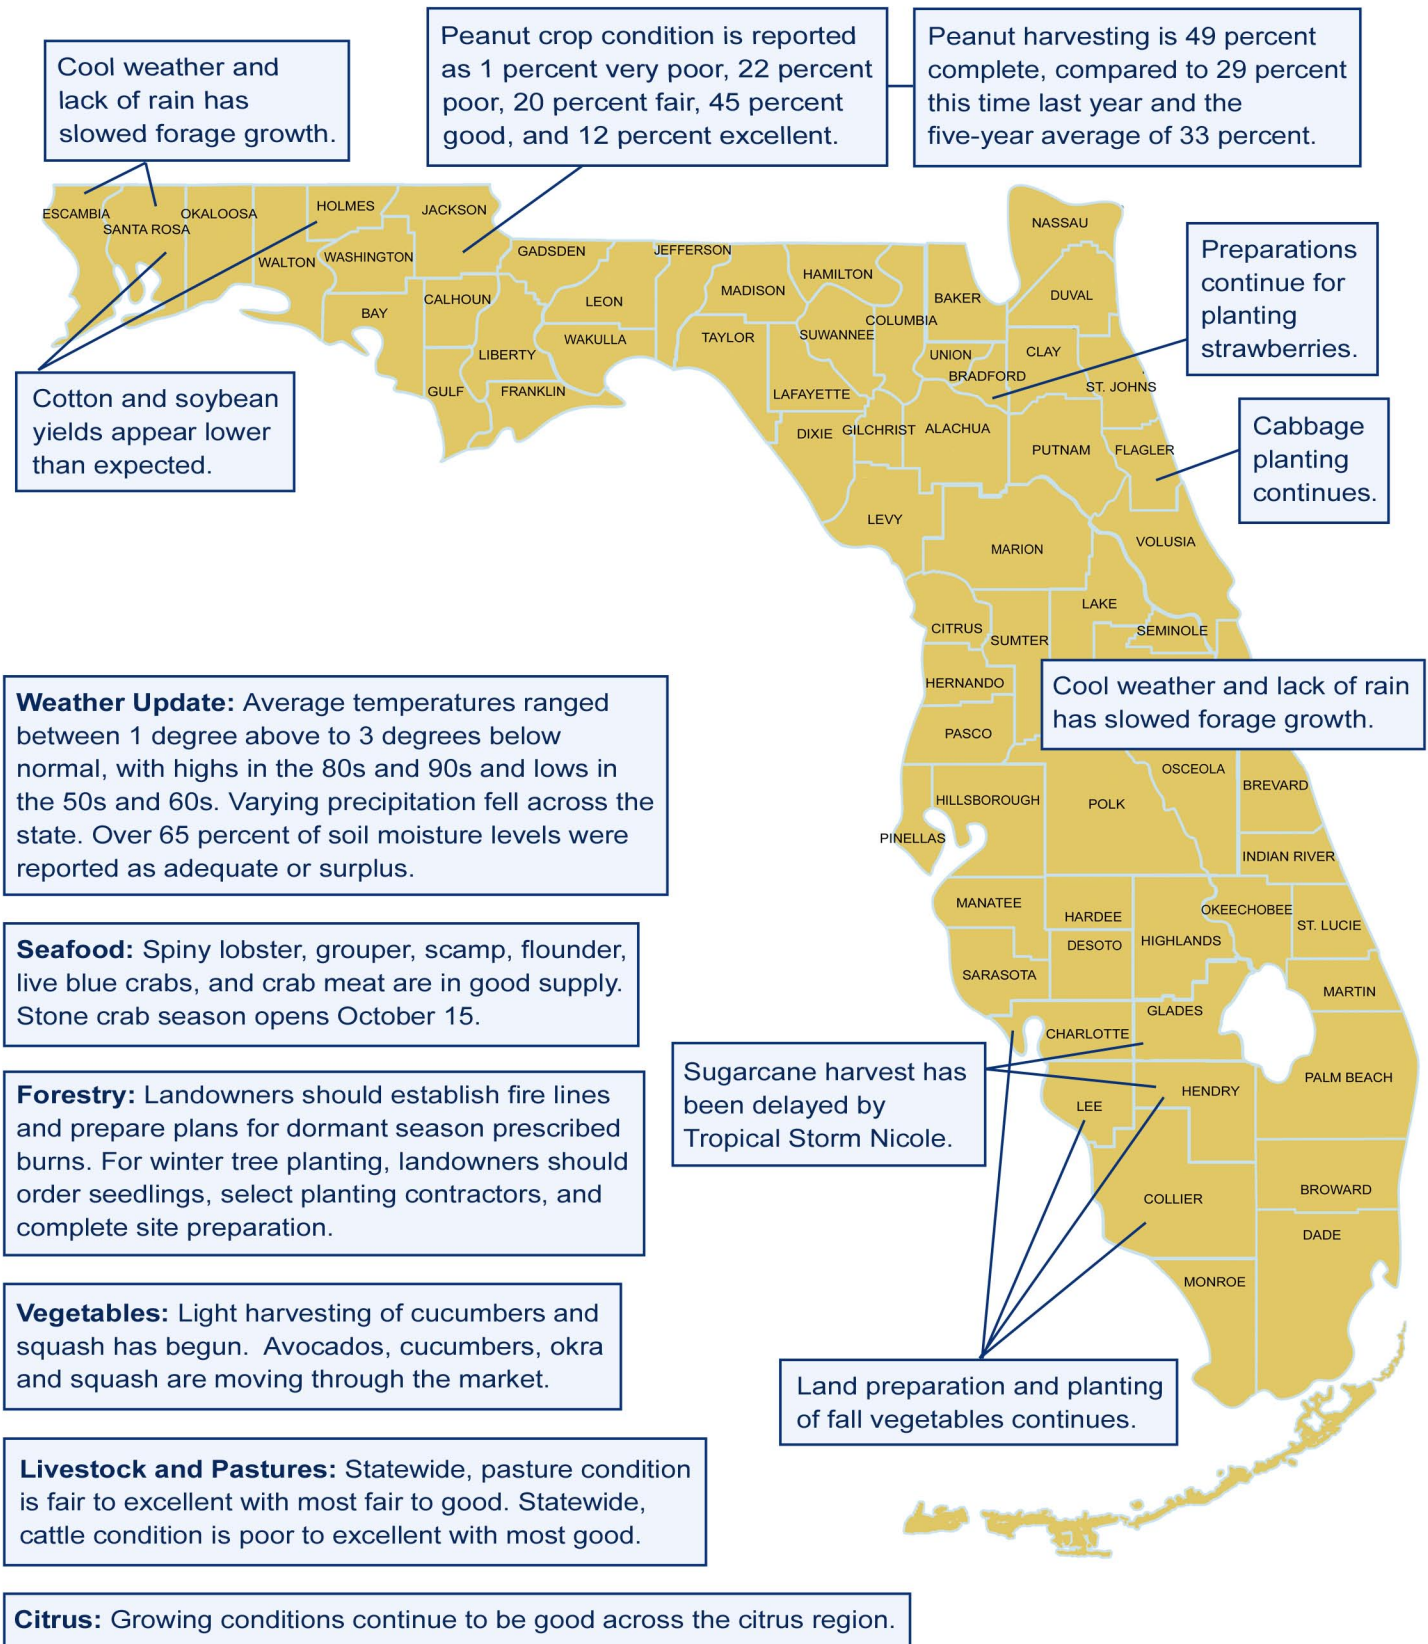 Cool weather and
lack of rain has
slowed forage growth.
Peanut crop condition is reported
as 1 percent very poor, 22 percent
poor, 20 percent fair, 45 percent
good, and 12 percent excellent.
Peanut harvesting is 49 percent
complete, compared to 29 percent
this time last year and the
five-year average of 33 percent.
ESCAMBIA
SANTA ROSA
OKALOOSA
WALTON
HOLMES
WASHINGTON
JACKSON
BAY
CALHOUN
GULF
LIBERTY
GADSDEN
FRANKLIN
LEON
WAKULLA
JEFFERSON
MADISON
TAYLOR
HAMILTON
SUWANNEE
LAFAYETTE
DIXIE
COLUMBIA
GILCHRIST
BAKER
UNION
BRADFORD
ALACHUA
NASSAU
DUVAL
CLAY
ST. JOHNS
PUTNAM
FLAGLER
Preparations
continue for
planting
strawberries.
Cotton and soybean
yields appear lower
than expected.
Cabbage
planting
continues.
LEVY
MARION
VOLUSIA
LAKE
CITRUS
SUMTER
SEMINOLE
HERNANDO
PASCO
Cool weather and lack of rain
has slowed forage growth.
Weather Update: Average temperatures ranged
between 1 degree above to 3 degrees below
normal, with highs in the 80s and 90s and lows in
the 50s and 60s. Varying precipitation fell across the
state. Over 65 percent of soil moisture levels were
reported as adequate or surplus.
OSCEOLA
BREVARD
HILLSBOROUGH
POLK
PINELLAS
INDIAN RIVER
MANATEE
HARDEE
OKEECHOBEE
ST. LUCIE
HIGHLANDS
DESOTO
SARASOTA
MARTIN
GLADES
CHARLOTTE
PALM BEACH
HENDRY
LEE
COLLIER
BROWARD
DADE
MONROE
Seafood: Spiny lobster, grouper, scamp, flounder,
live blue crabs, and crab meat are in good supply.
Stone crab season opens October 15.
Sugarcane harvest has
been delayed by
Tropical Storm Nicole.
Forestry: Landowners should establish fire lines
and prepare plans for dormant season prescribed
burns. For winter tree planting, landowners should
order seedlings, select planting contractors, and
complete site preparation.
Vegetables: Light harvesting of cucumbers and
squash has begun.  Avocados, cucumbers, okra
and squash are moving through the market.
Land preparation and planting
of fall vegetables continues.
Livestock and Pastures: Statewide, pasture condition
is fair to excellent with most fair to good. Statewide,
cattle condition is poor to excellent with most good.
Citrus: Growing conditions continue to be good across the citrus region.